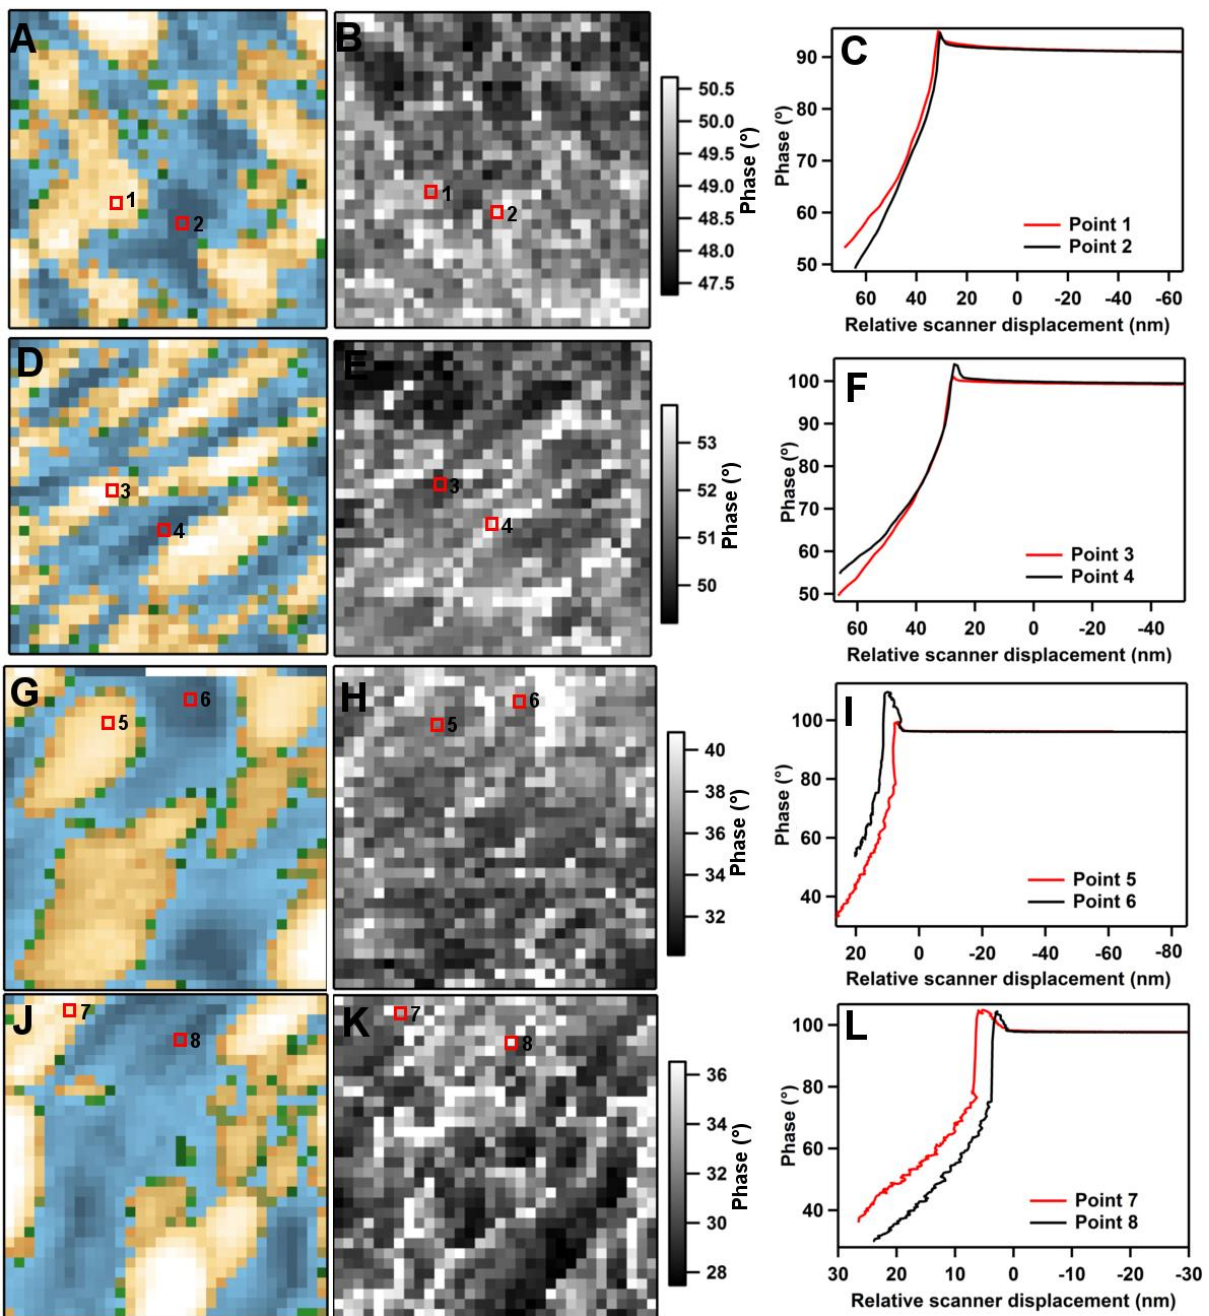 A
B
C
1
2
1
2
50.5
50.0
49.5
49.0
48.5
48.0
47.5
Phase (°)
90
80
70
60
50
Phase (°)
Point 1
Point 2
60 40 20 0 -20 -40 -60
Relative scanner displacement (nm)
D
E
F
3
4
3
4
53
52
51
50
Phase (°)
100
90
80
70
60
50
Phase (°)
Point 3
Point 4
60 40 20 0 -20 -40
Relative scanner displacement (nm)
G
H
I
5
6
5
6
40
38
36
34
32
Phase (°)
100
80
60
40
Phase (°)
Point 5
Point 6
20 0 -20 -40 -60 -80
Relative scanner displacement (nm)
J
K
L
7
8
7
8
36
34
32
30
28
Phase (°)
100
80
60
40
Phase (°)
Point 7
Point 8
30 20 10 0 -10 -20 -30
Relative scanner displacement (nm)